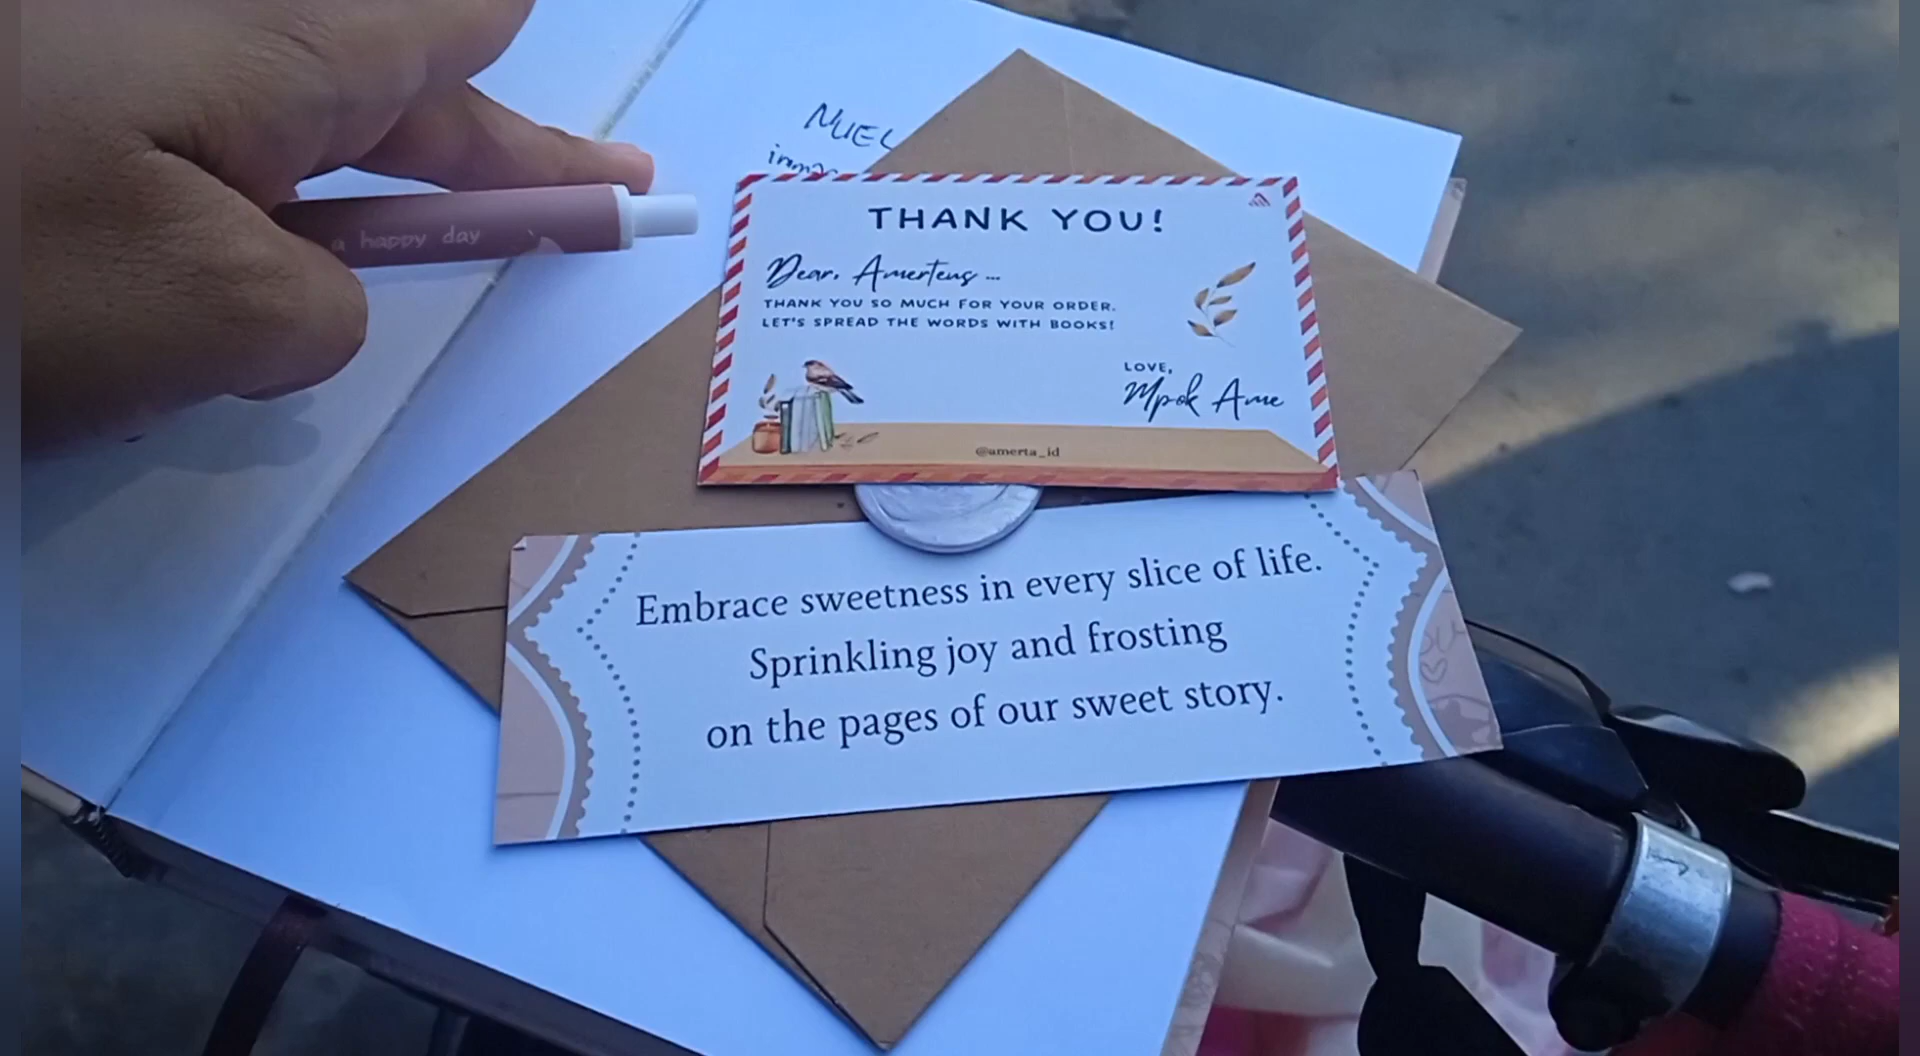 NUEL
a happy day
THANK YOU!
Dear, Amertens ...
THANK YOU SO MUCH FOR YOUR ORDER.
LET'S SPREAD THE WORDS WITH BOOKS!
LOVE,
Mpok Ame
@amerta_id
Embrace sweetness in every slice of life.
Sprinkling joy and frosting
on the pages of our sweet story.